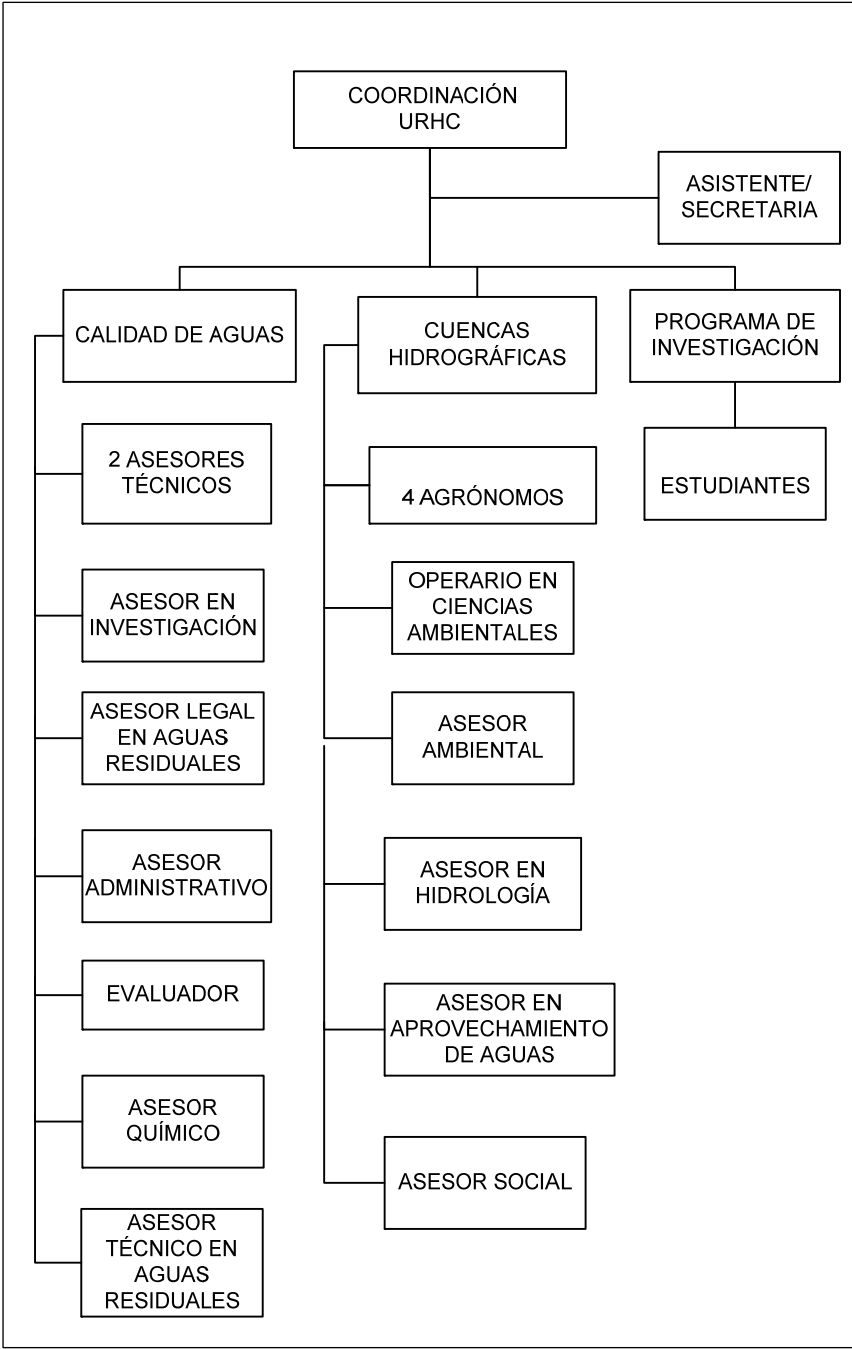 COORDINACIÓN
URHC
ASISTENTE/
SECRETARIA
CALIDAD DE AGUAS
2 ASESORES
TÉCNICOS
ASESOR EN
INVESTIGACIÓN
ASESOR LEGAL
EN AGUAS
RESIDUALES
ASESOR
ADMINISTRATIVO
EVALUADOR
ASESOR
QUÍMICO
ASESOR
TÉCNICO EN
AGUAS
RESIDUALES
CUENCAS
HIDROGRÁFICAS
4 AGRÓNOMOS
OPERARIO EN
CIENCIAS
AMBIENTALES
ASESOR
AMBIENTAL
ASESOR EN
HIDROLOGÍA
ASESOR EN
APROVECHAMIENTO
DE AGUAS
ASESOR SOCIAL
PROGRAMA DE
INVESTIGACIÓN
ESTUDIANTES